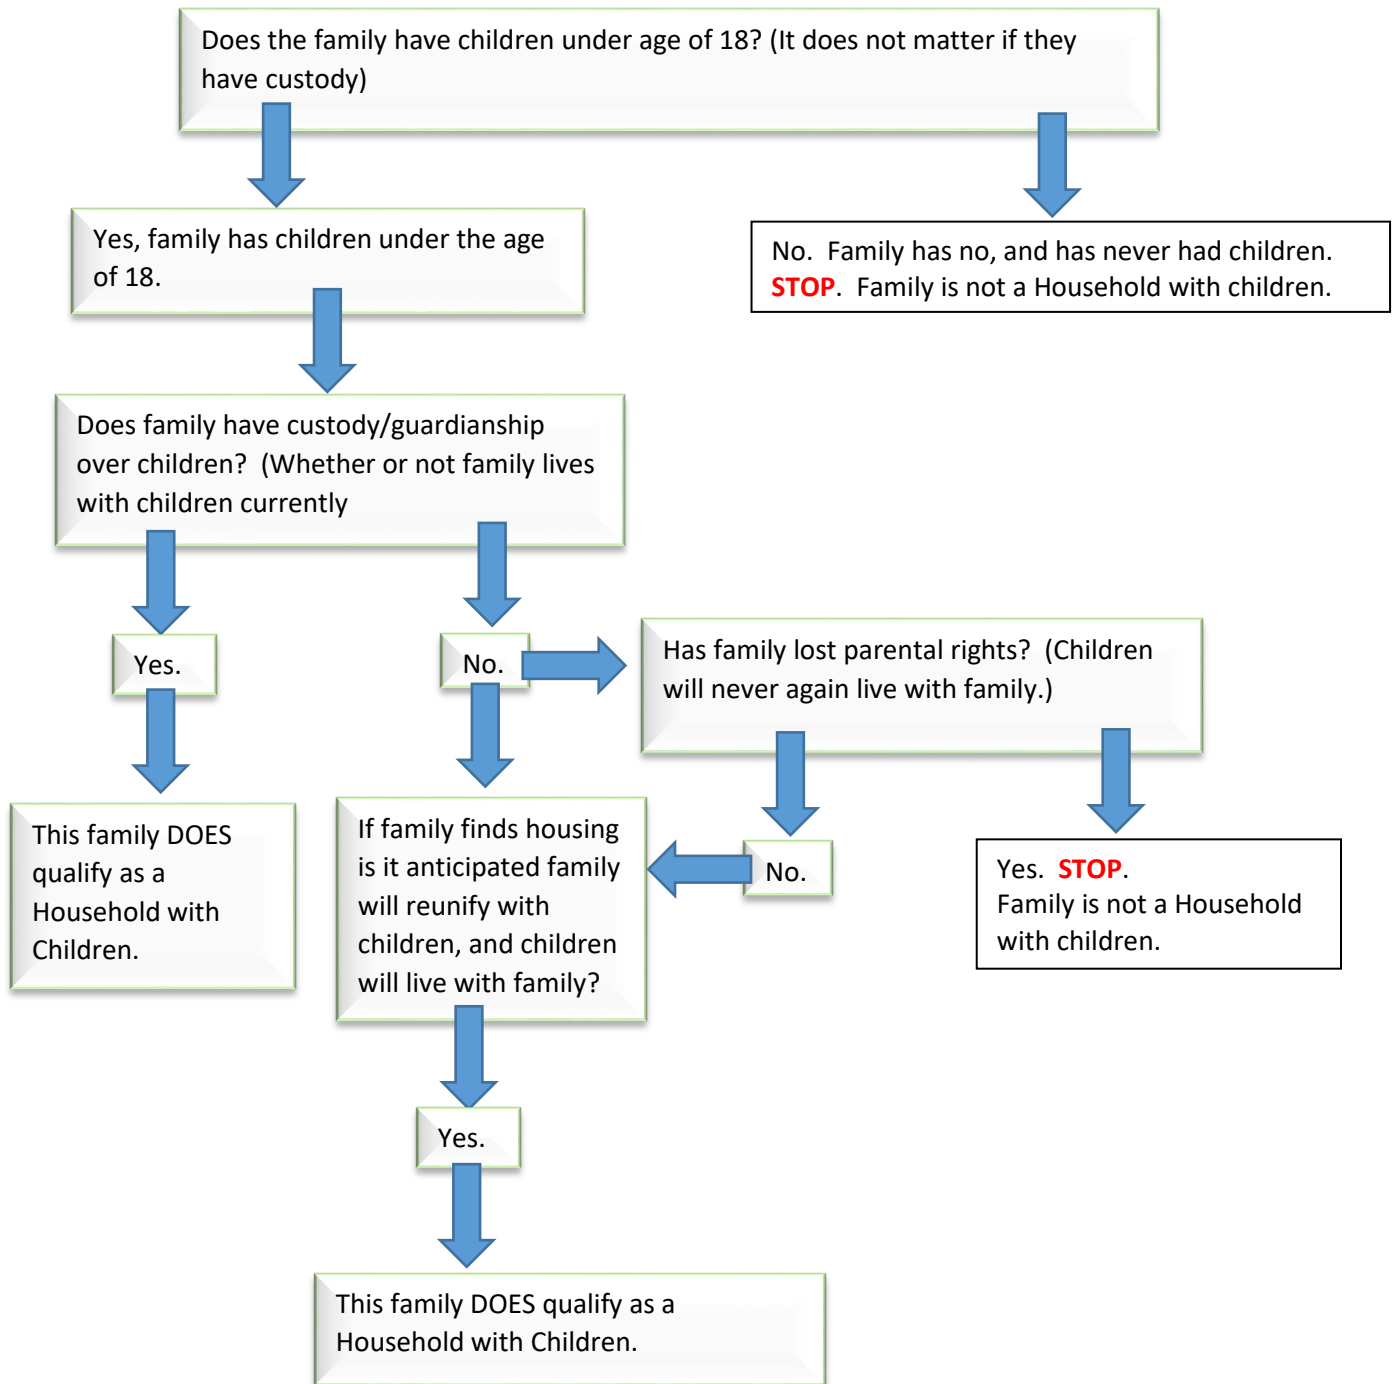 Does the family have children under age of 18? (It does not matter if they
have custody)
Yes, family has children under the age
of 18.
No.  Family has no, and has never had children.
STOP.  Family is not a Household with children.
Does family have custody/guardianship
over children?  (Whether or not family lives
with children currently
Yes.
No.
Has family lost parental rights?  (Children
will never again live with family.)
This family DOES
qualify as a
Household with
Children.
If family finds housing
is it anticipated family
will reunify with
children, and children
will live with family?
No.
Yes.  STOP.
Family is not a Household
with children.
Yes.
This family DOES qualify as a
Household with Children.